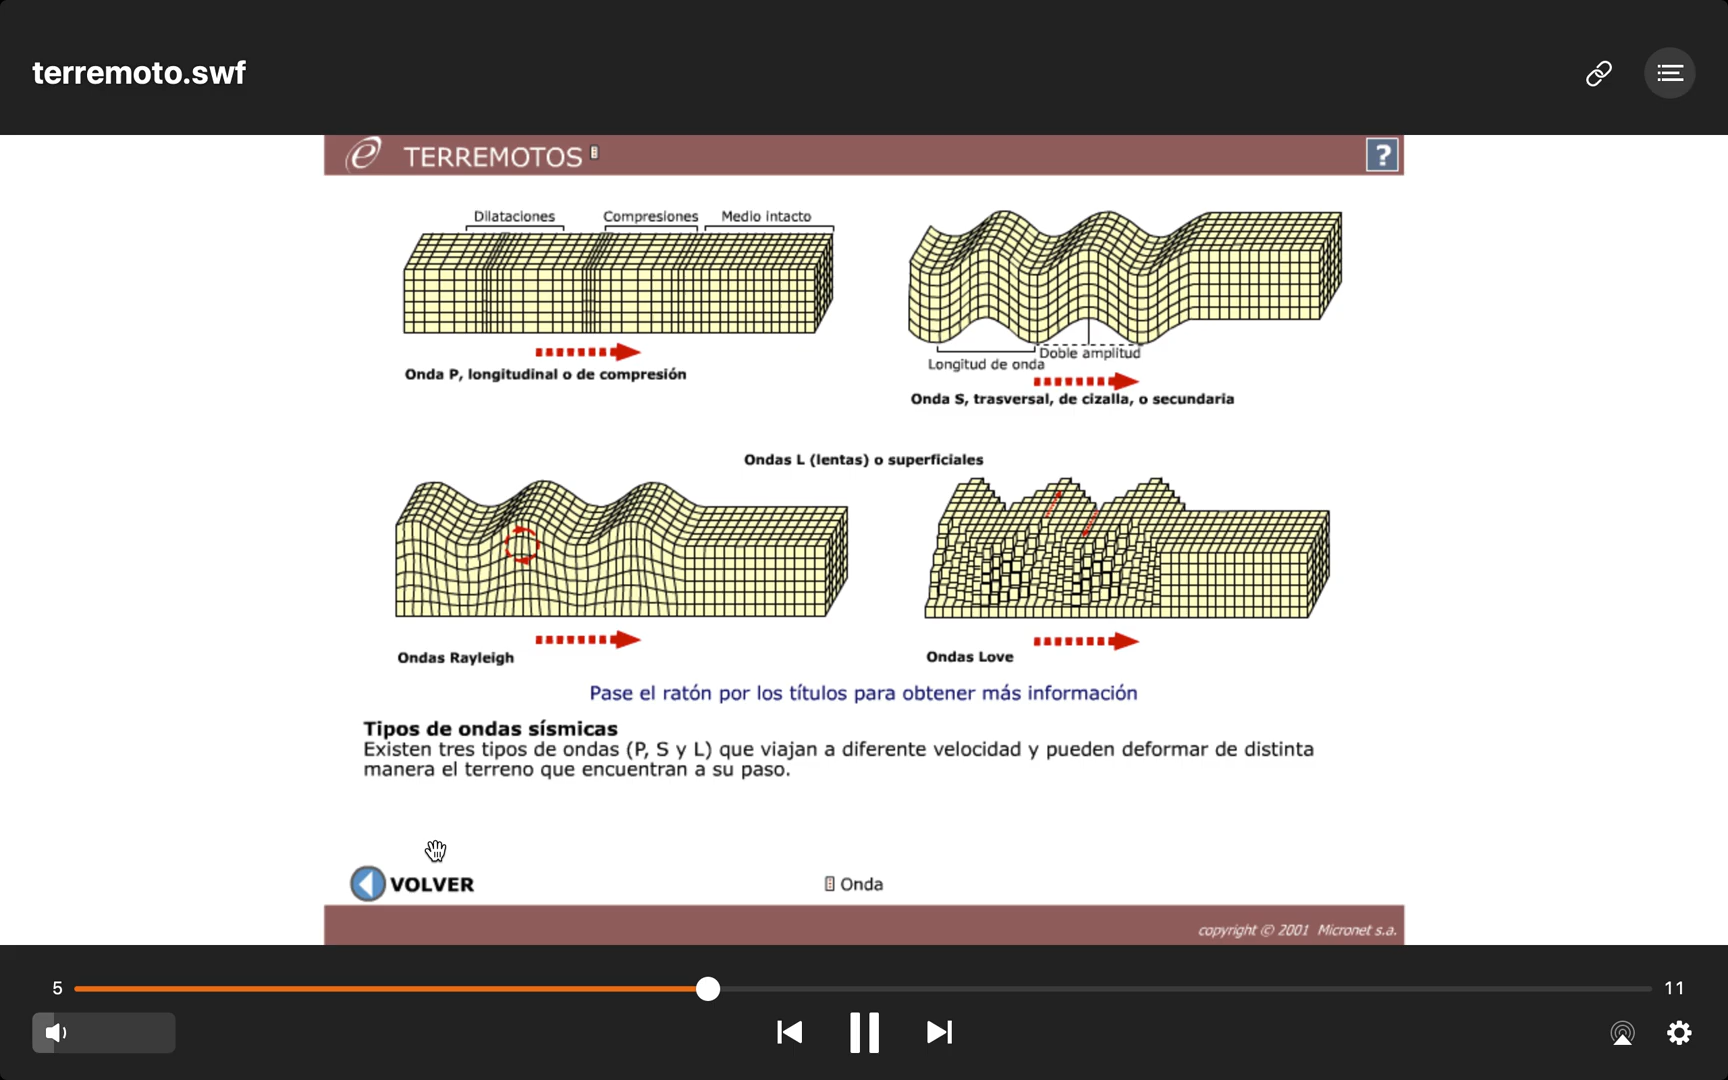 terremoto.swf
TERREMOTOS
?
Dilataciones
Compresiones
Medio intacto
Longitud de onda
Doble amplitud
Onda P, longitudinal o de compresión
Onda S, trasversal, de cizalla, o secundaria
Ondas L (lentas) o superficiales
Ondas Rayleigh
Ondas Love
Pase el ratón por los títulos para obtener más información
Tipos de ondas sísmicas
Existen tres tipos de ondas (P, S y L) que viajan a diferente velocidad y pueden deformar de distinta
manera el terreno que encuentran a su paso.
VOLVER
Onda
copyright © 2001 Micronet s.a.
5
11